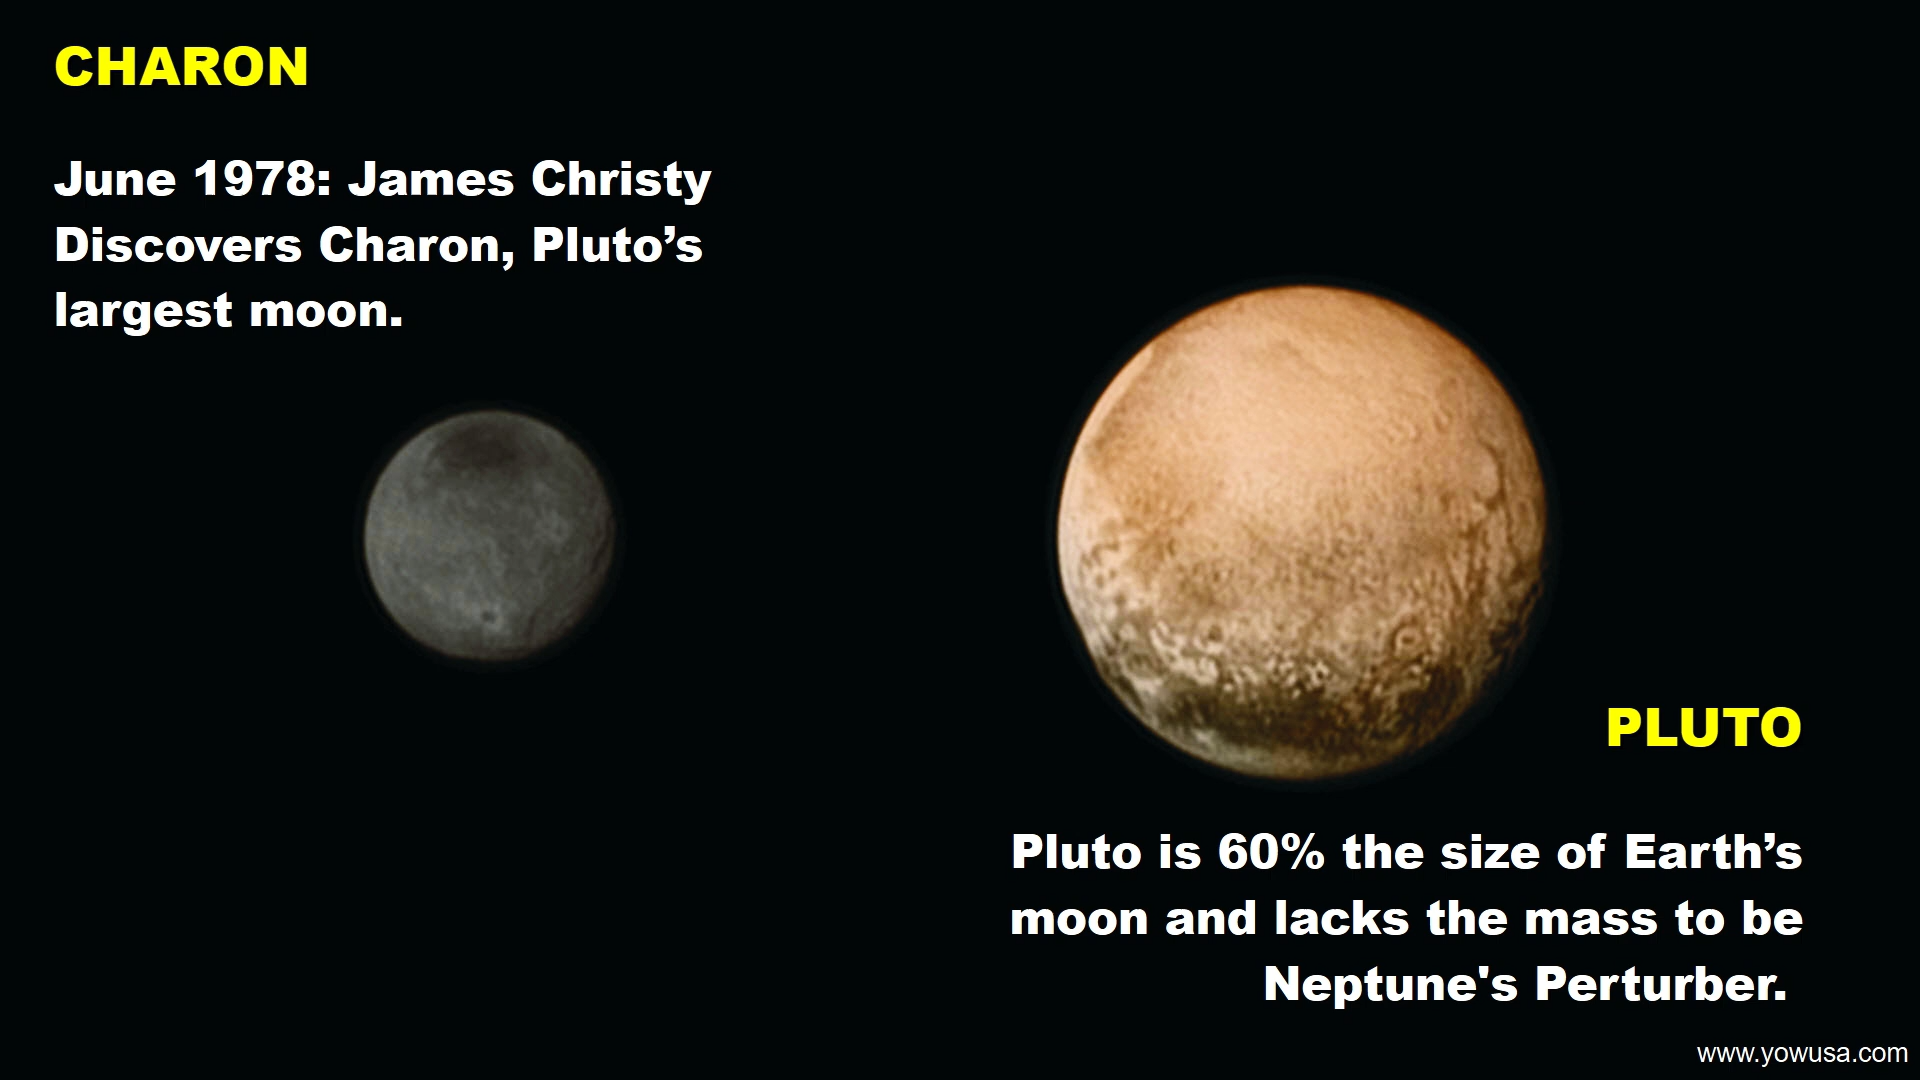 CHARON
June 1978: James Christy
Discovers Charon, Pluto’s
largest moon.
PLUTO
Pluto is 60% the size of Earth’s
moon and lacks the mass to be
Neptune's Perturber.
www.yowusa.com